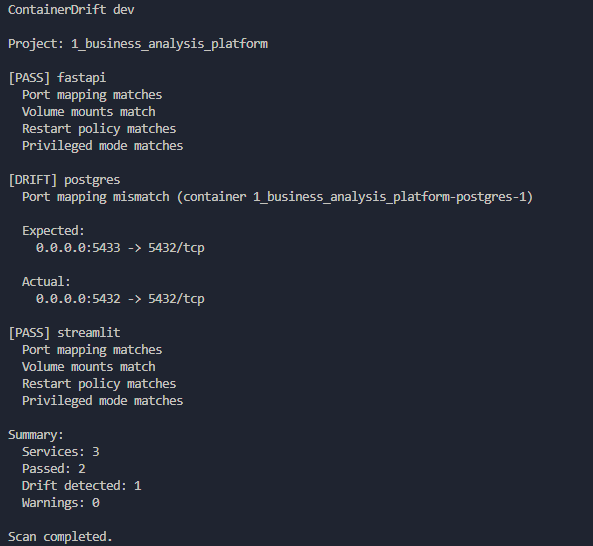 ContainerDrift dev
Project: 1_business_analysis_platform
[PASS] fastapi
Port mapping matches
Volume mounts match
Restart policy matches
Privileged mode matches
[DRIFT] postgres
Port mapping mismatch (container 1_business_analysis_platform-postgres-1)
Expected:
0.0.0.0:5433 -> 5432/tcp
Actual:
0.0.0.0:5432 -> 5432/tcp
[PASS] streamlit
Port mapping matches
Volume mounts match
Restart policy matches
Privileged mode matches
Summary:
Services: 3
Passed: 2
Drift detected: 1
Warnings: 0
Scan completed.